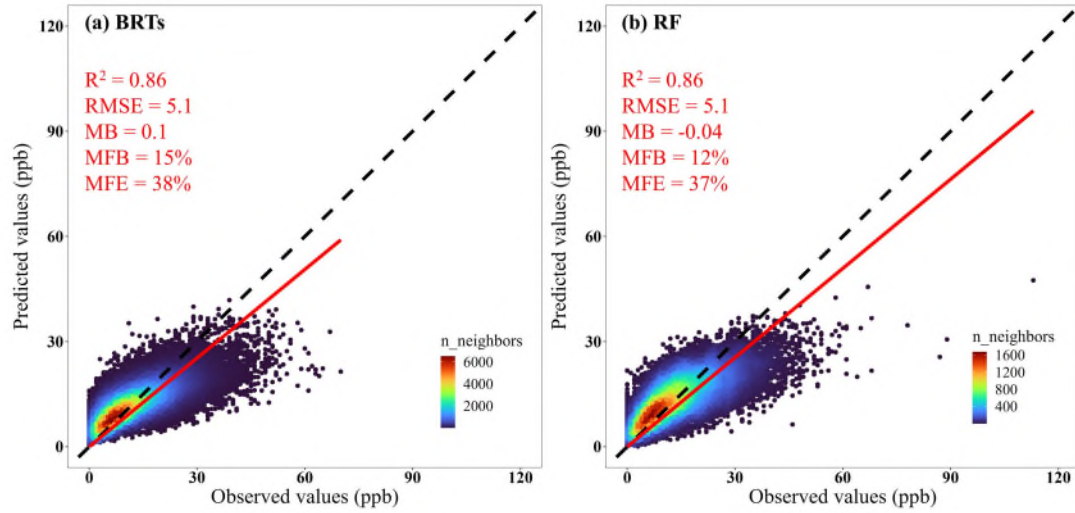 (a) BRTs
R² = 0.86
RMSE = 5.1
MB = 0.1
MFB = 15%
MFE = 38%
Predicted values (ppb)
120
90
60
30
0
n_neighbors
6000
4000
2000
0 30 60 90 120
Observed values (ppb)
(b) RF
R² = 0.86
RMSE = 5.1
MB = -0.04
MFB = 12%
MFE = 37%
Predicted values (ppb)
120
90
60
30
0
n_neighbors
1600
1200
800
400
0 30 60 90 120
Observed values (ppb)